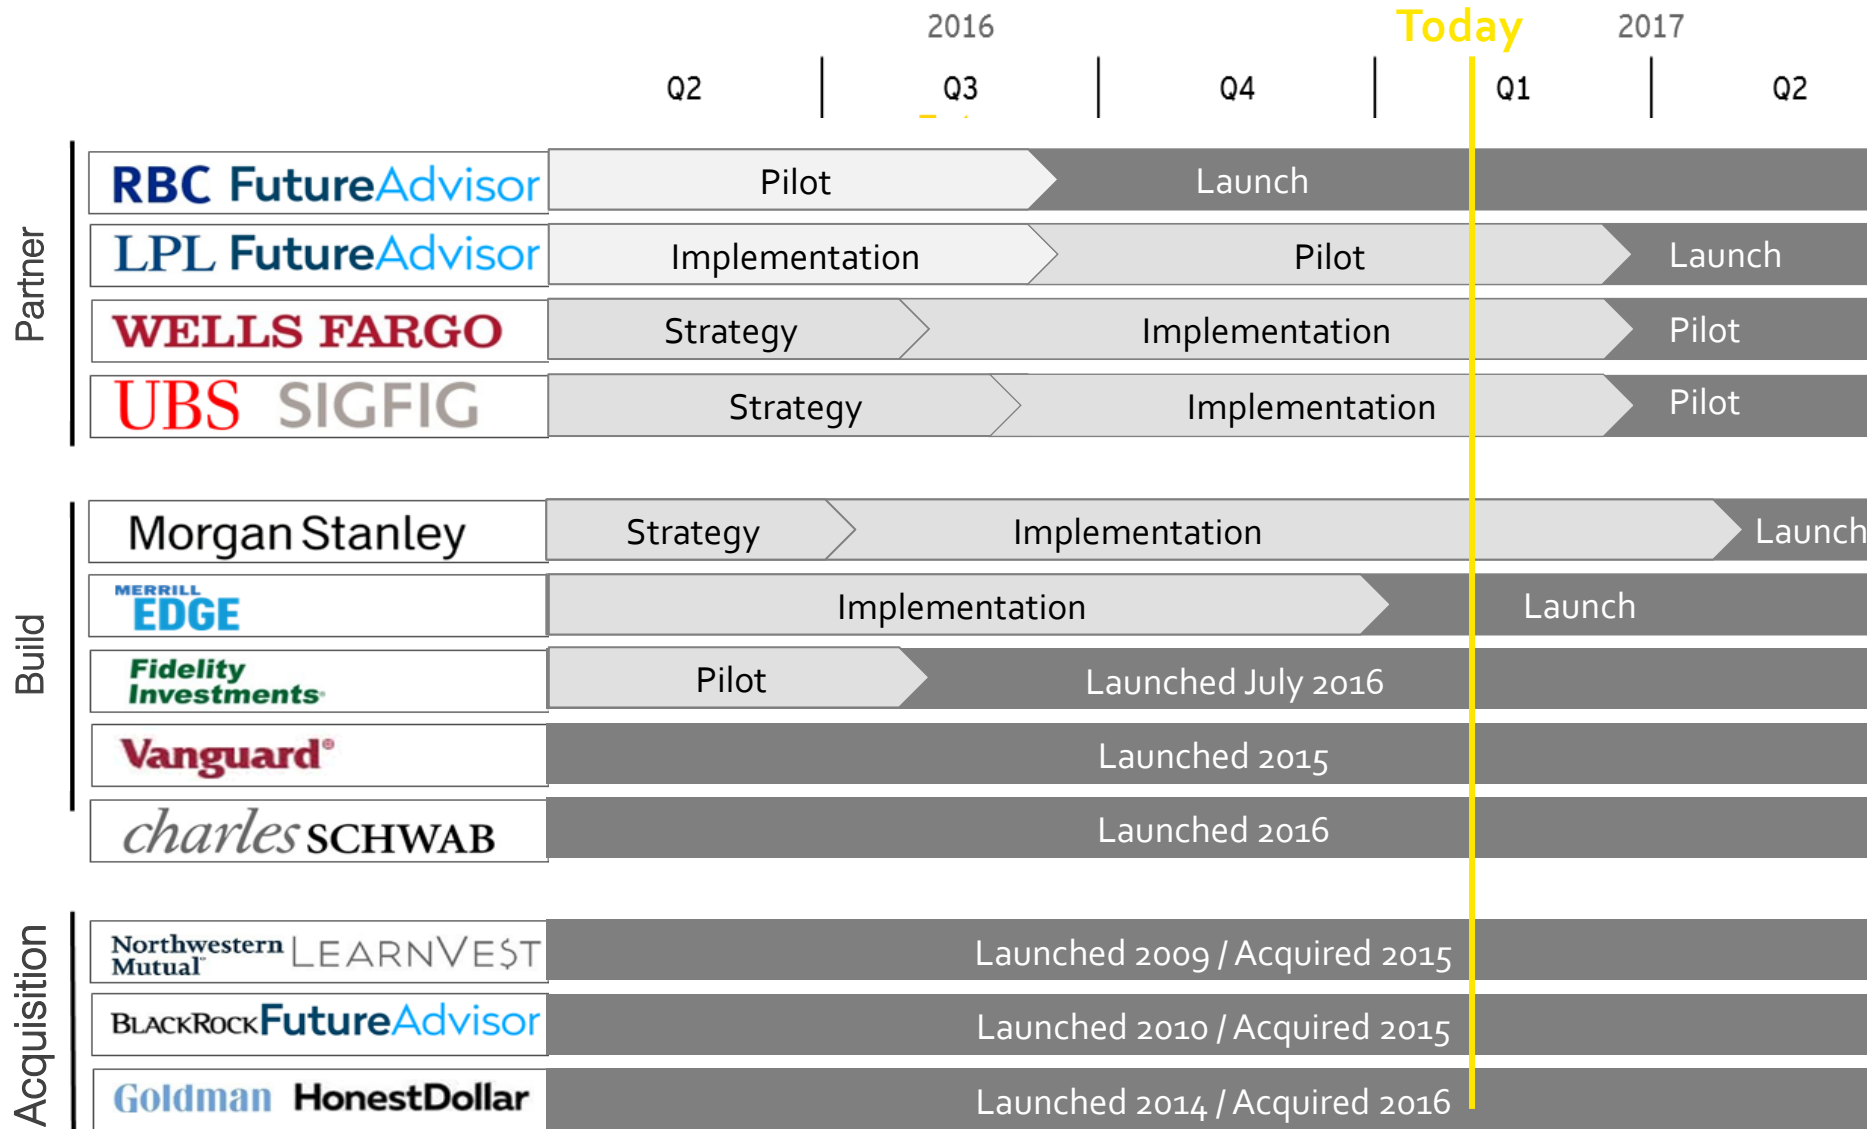 2016 Today 2017
Q2 Q3 Q4 Q1 Q2
Partner
RBC FutureAdvisor Pilot Launch
LPL FutureAdvisor Implementation Pilot Launch
WELLS FARGO Strategy Implementation Pilot
UBS SIGFIG Strategy Implementation Pilot
Build
Morgan Stanley Strategy Implementation Launch
MERRILL
EDGE Implementation Launch
Fidelity
Investments Pilot Launched July 2016
Vanguard® Launched 2015
charles SCHWAB Launched 2016
Acquisition
Northwestern
Mutual LEARNVE$T Launched 2009 / Acquired 2015
BLACKROCK FutureAdvisor Launched 2010 / Acquired 2015
Goldman HonestDollar Launched 2014 / Acquired 2016